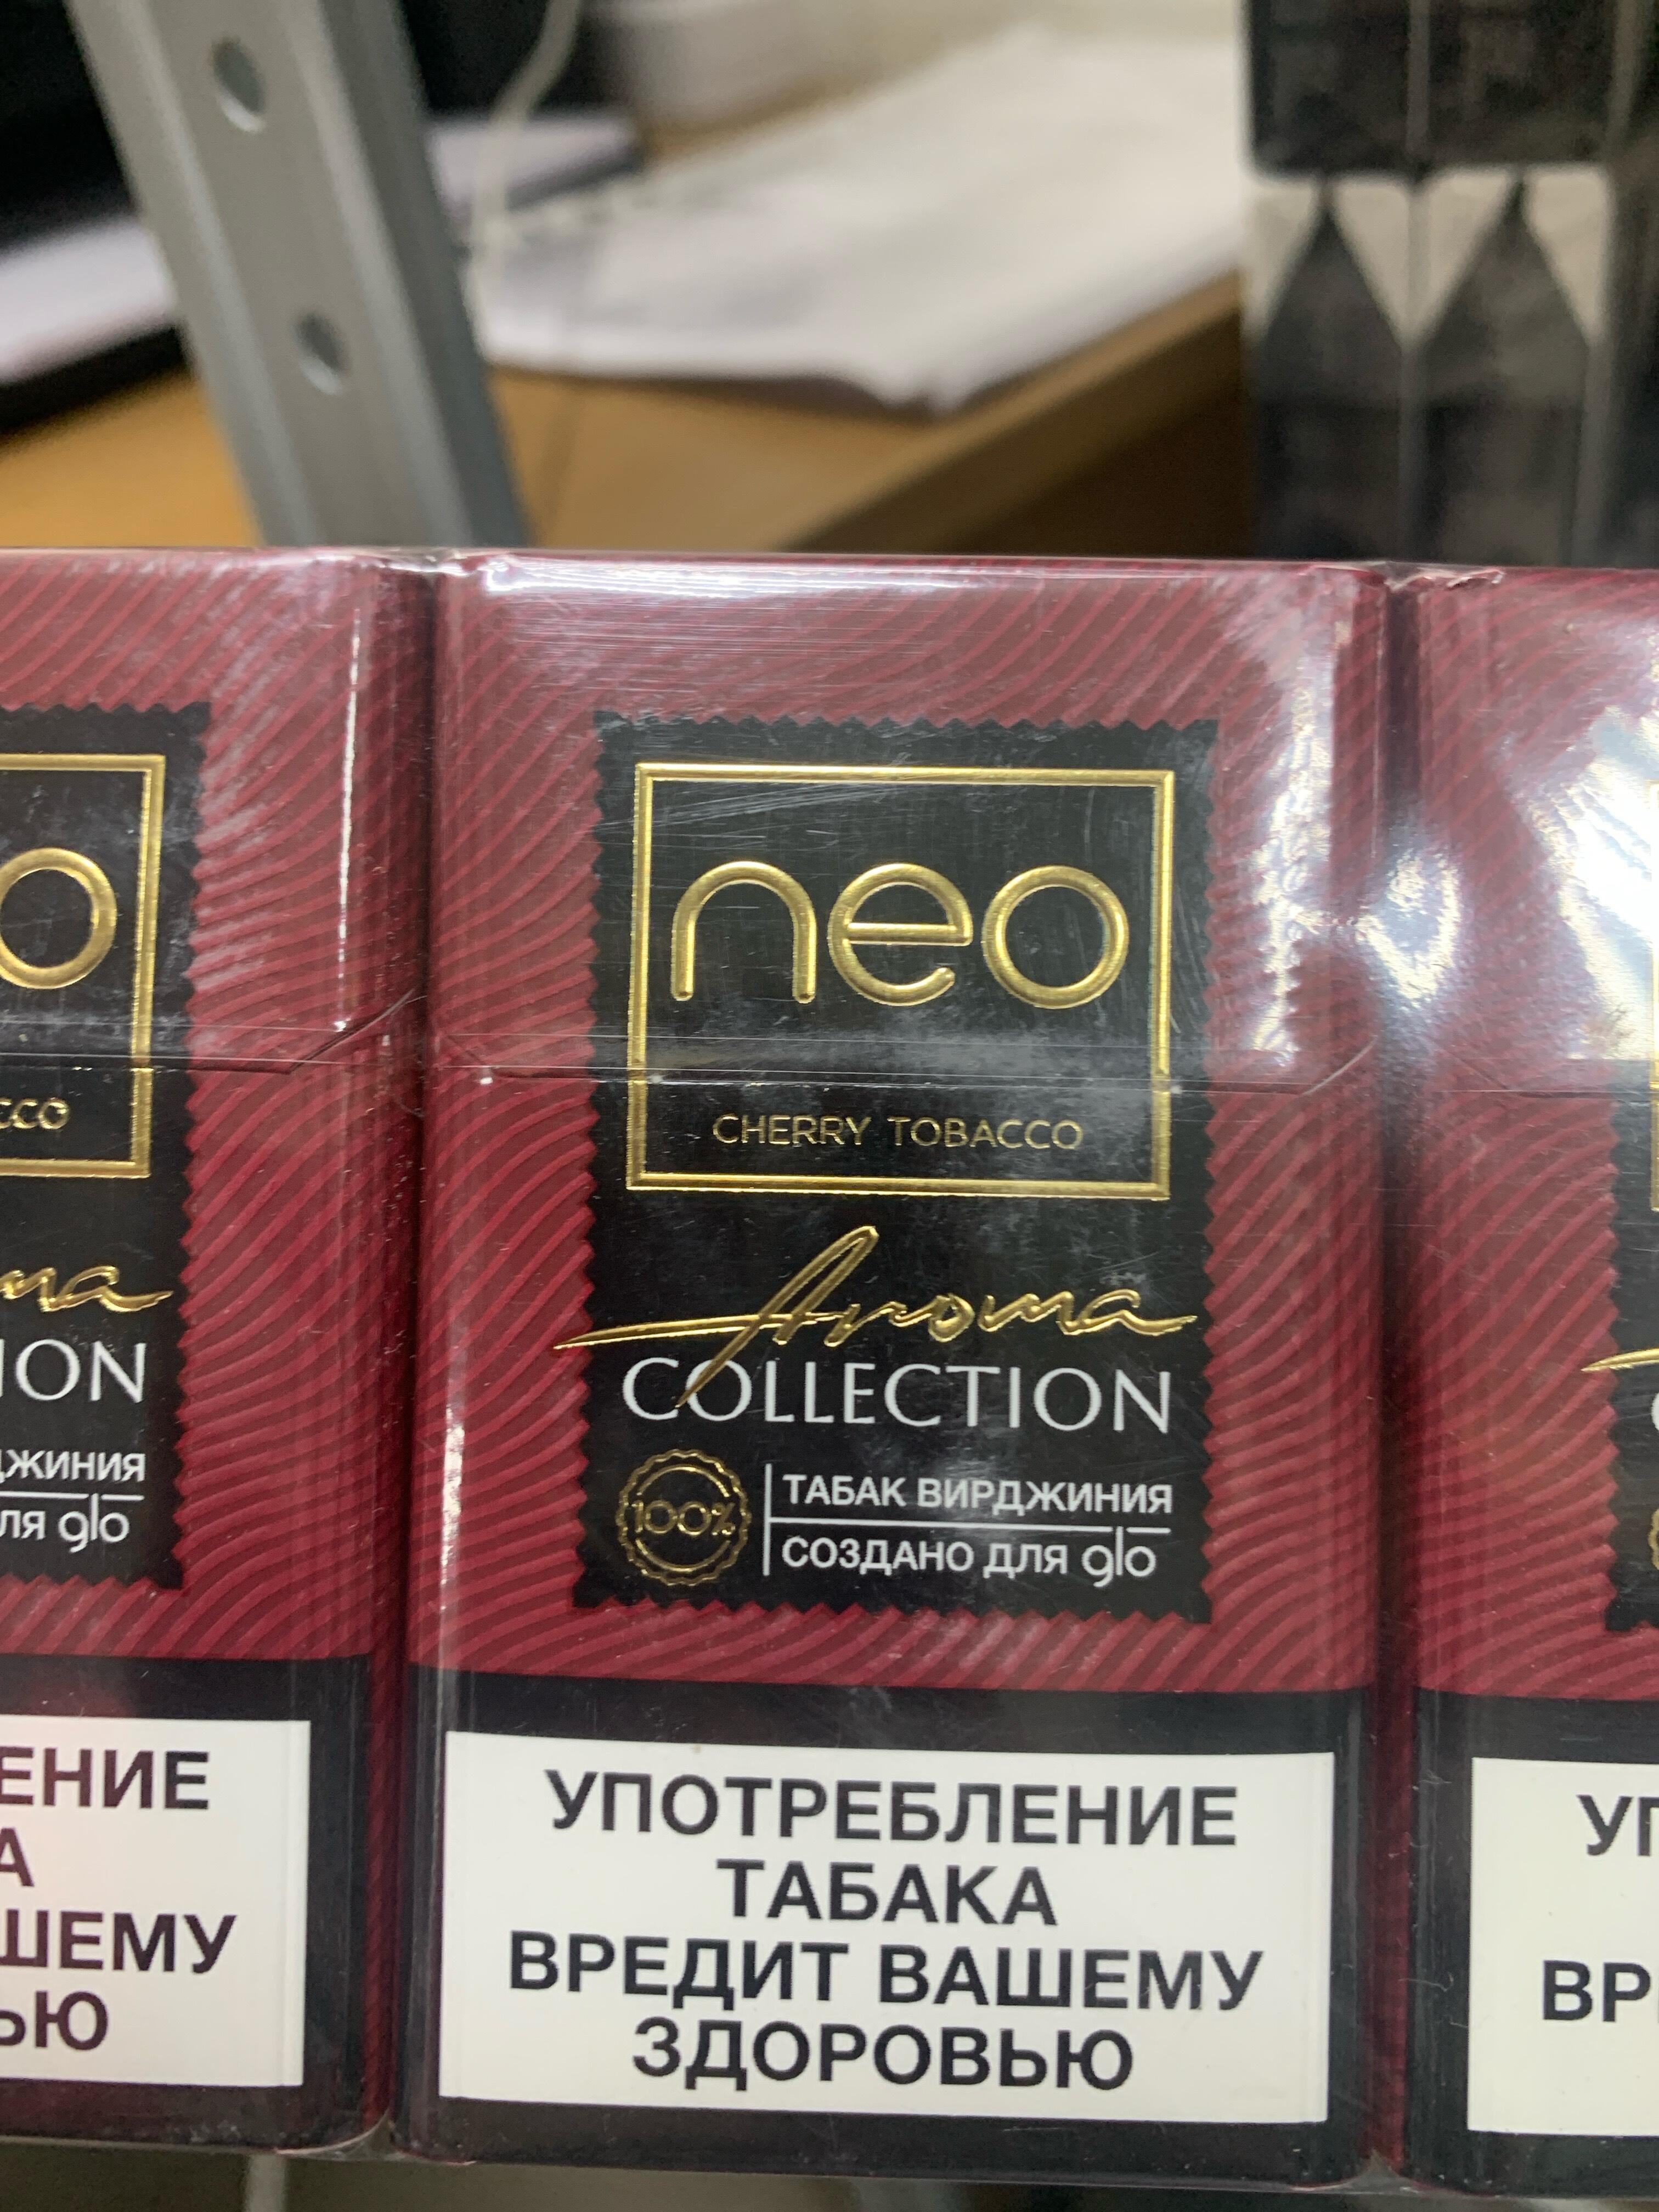 neo
CHERRY TOBACCO
Aroma
COLLECTION
100%
ТАБАК ВИРДЖИНИЯ
СОЗДАНО ДЛЯ glo
УПОТРЕБЛЕНИЕ
ТАБАКА
ВРЕДИТ ВАШЕМУ
ЗДОРОВЬЮ